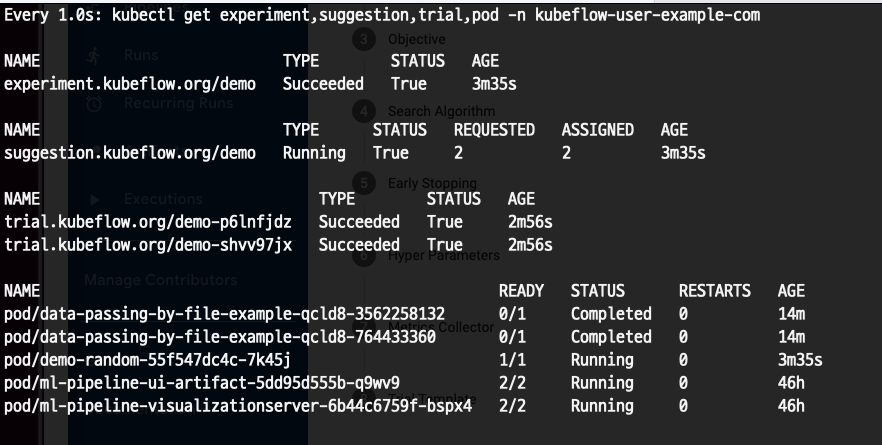 Every 1.0s: kubectl get experiment,suggestion,trial,pod -n kubeflow-user-example-com
3 Objective
Runs
NAME TYPE STATUS AGE
experiment.kubeflow.org/demo Succeeded True 3m35s
Recurring Runs
4 Search Algorithm
NAME TYPE STATUS REQUESTED ASSIGNED AGE
suggestion.kubeflow.org/demo Running True 2 2 3m35s
5 Early Stopping
Executions
NAME TYPE STATUS AGE
trial.kubeflow.org/demo-p6lnfjdz Succeeded True 2m56s
trial.kubeflow.org/demo-shvv97jx Succeeded True 2m56s
6 Hyper Parameters
Manage Contributors
NAME READY STATUS RESTARTS AGE
pod/data-passing-by-file-example-qcld8-3562258132 0/1 Completed 0 14m
Metrics Collector
pod/data-passing-by-file-example-qcld8-764433360 0/1 Completed 0 14m
pod/demo-random-55f547dc4c-7k45j 1/1 Running 0 3m35s
pod/ml-pipeline-ui-artifact-5dd95d555b-q9wv9 2/2 Running 0 46h
Trial Template
pod/ml-pipeline-visualizationserver-6b44c6759f-bspx4 2/2 Running 0 46h